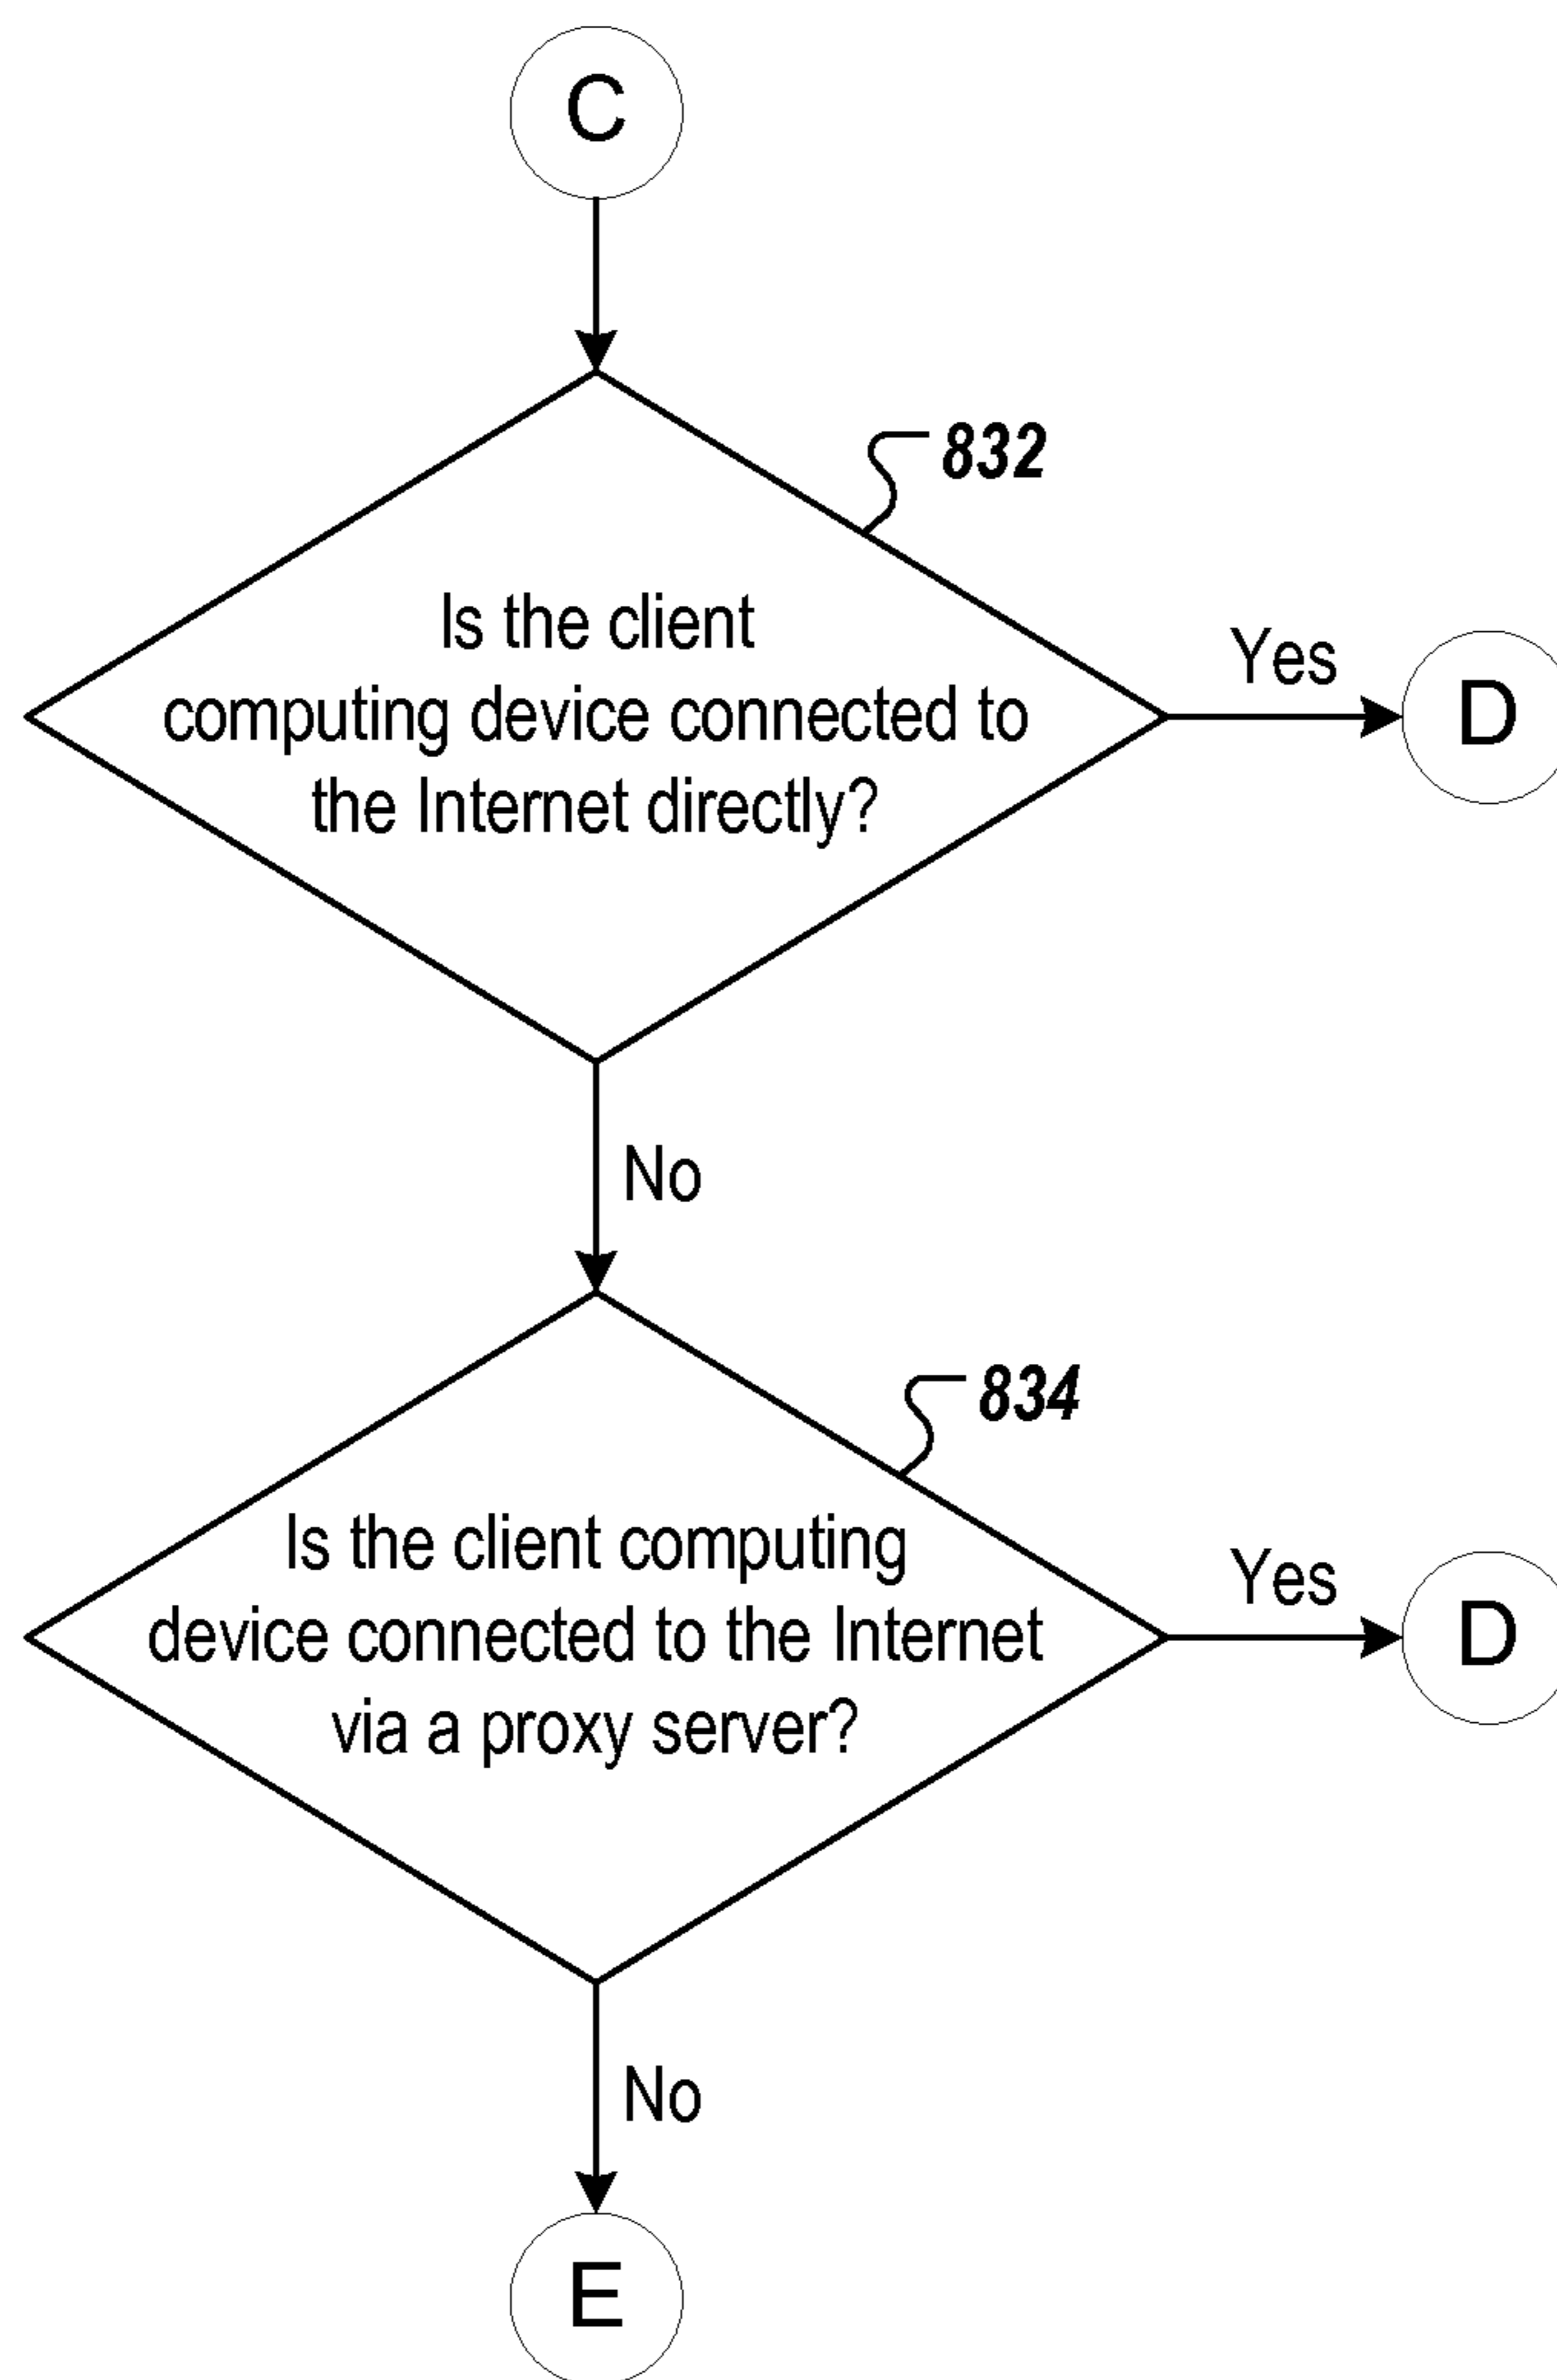 C
832
Is the client
computing device connected to
the Internet directly?
Yes
D
No
834
Is the client computing
device connected to the Internet
via a proxy server?
Yes
D
No
E